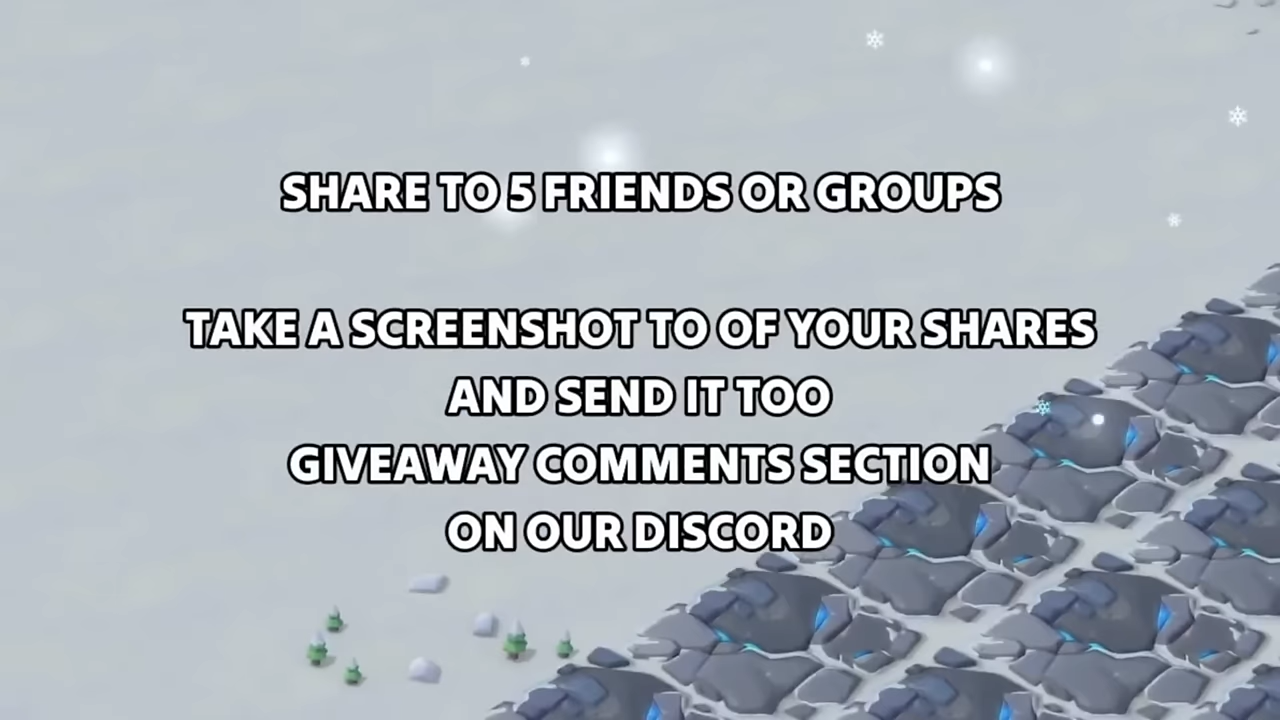 SHARE TO 5 FRIENDS OR GROUPS
TAKE A SCREENSHOT TO OF YOUR SHARES
AND SEND IT TOO
GIVEAWAY COMMENTS SECTION
ON OUR DISCORD